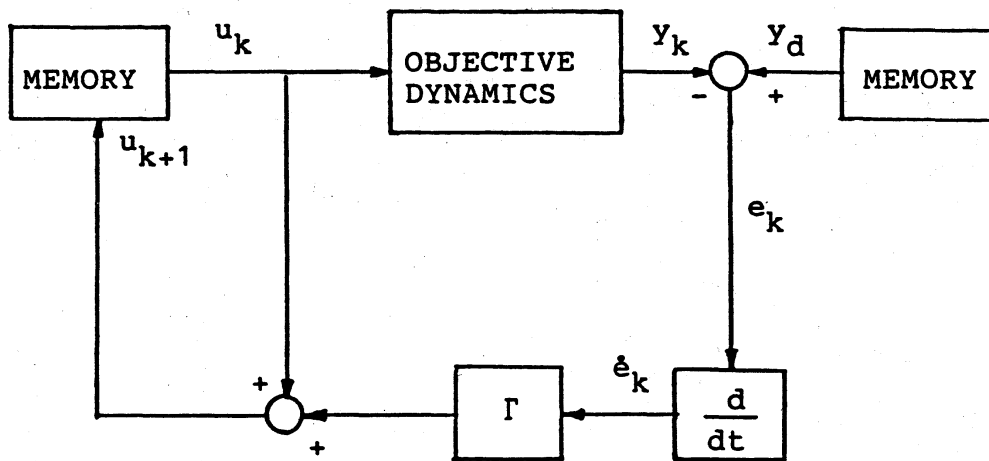 u_k
y_k
y_d
MEMORY
OBJECTIVE
DYNAMICS
MEMORY
-
+
u_{k+1}
e_k
ė_k
+
Γ
d
dt
+